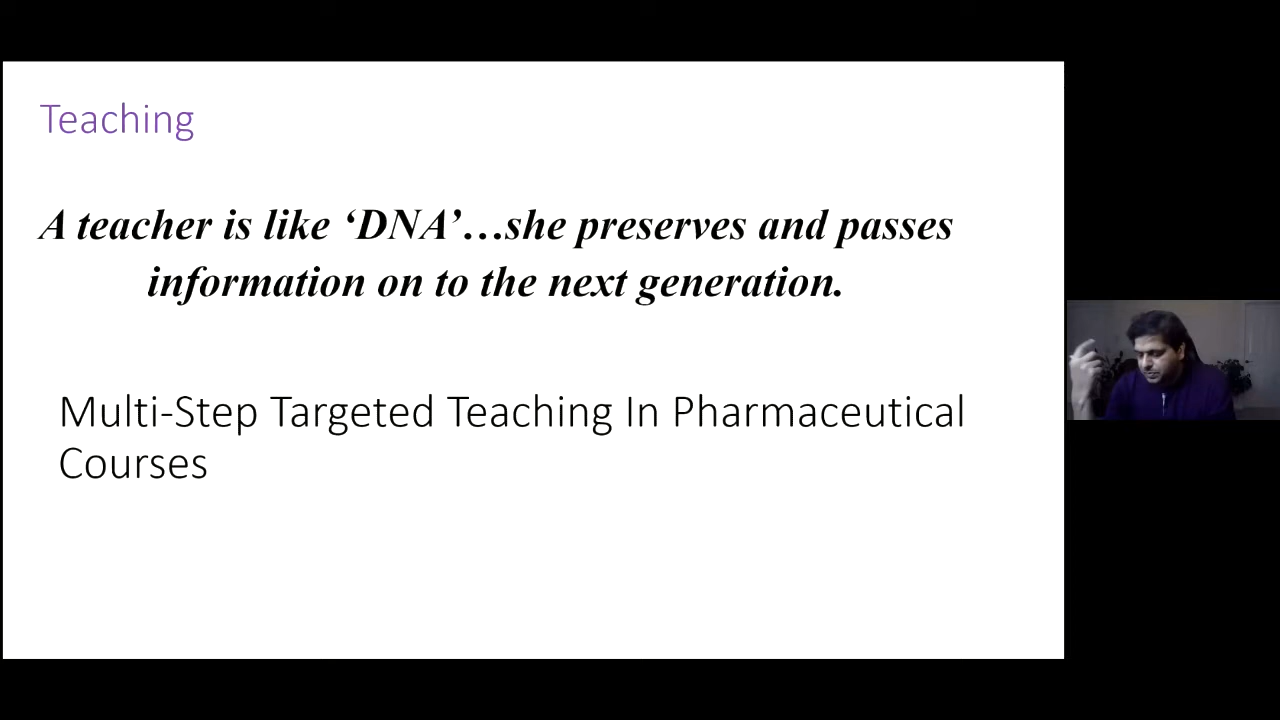 Teaching
A teacher is like ‘DNA’…she preserves and passes
information on to the next generation.
Multi-Step Targeted Teaching In Pharmaceutical
Courses